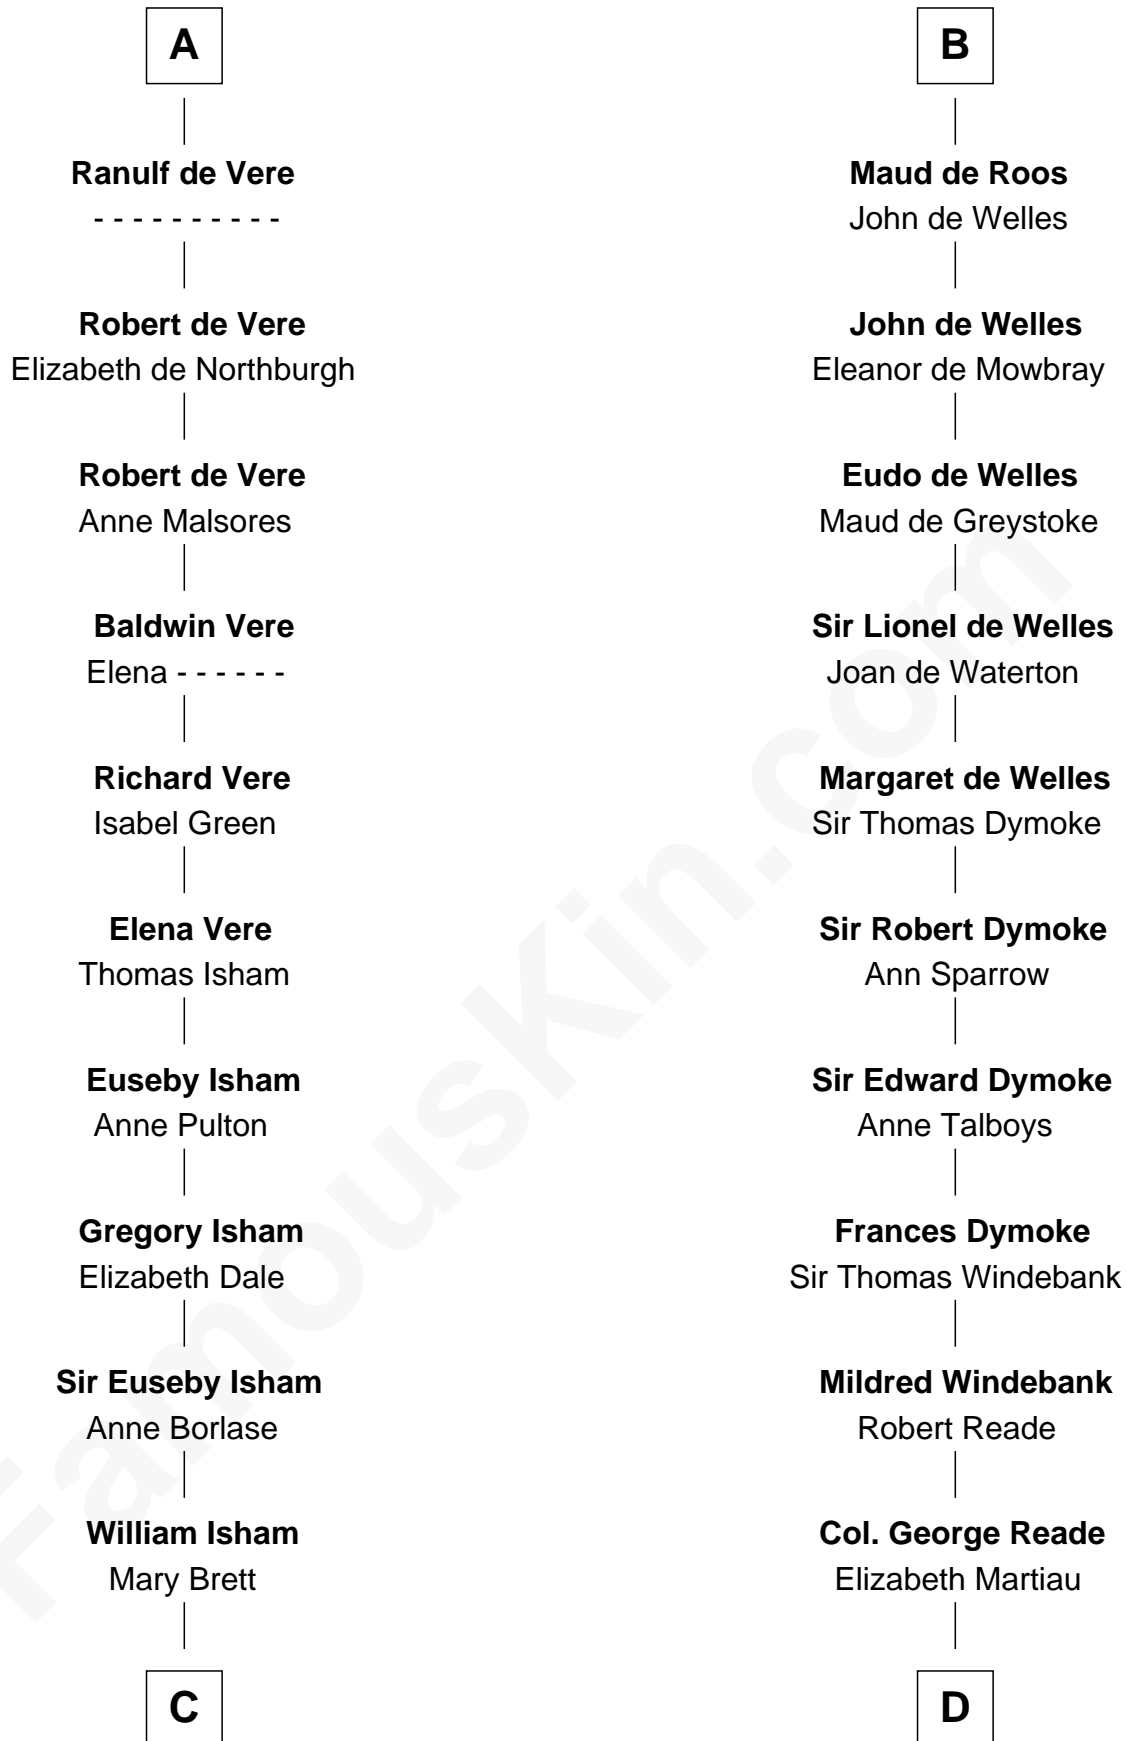 A
Ranulf de Vere
- - - - - - - - - -
Robert de Vere
Elizabeth de Northburgh
Robert de Vere
Anne Malsores
Baldwin Vere
Elena - - - - - -
Richard Vere
Isabel Green
Elena Vere
Thomas Isham
Euseby Isham
Anne Pulton
Gregory Isham
Elizabeth Dale
Sir Euseby Isham
Anne Borlase
William Isham
Mary Brett
C
B
Maud de Roos
John de Welles
John de Welles
Eleanor de Mowbray
Eudo de Welles
Maud de Greystoke
Sir Lionel de Welles
Joan de Waterton
Margaret de Welles
Sir Thomas Dymoke
Sir Robert Dymoke
Ann Sparrow
Sir Edward Dymoke
Anne Talboys
Frances Dymoke
Sir Thomas Windebank
Mildred Windebank
Robert Reade
Col. George Reade
Elizabeth Martiau
D
FamousKin.com